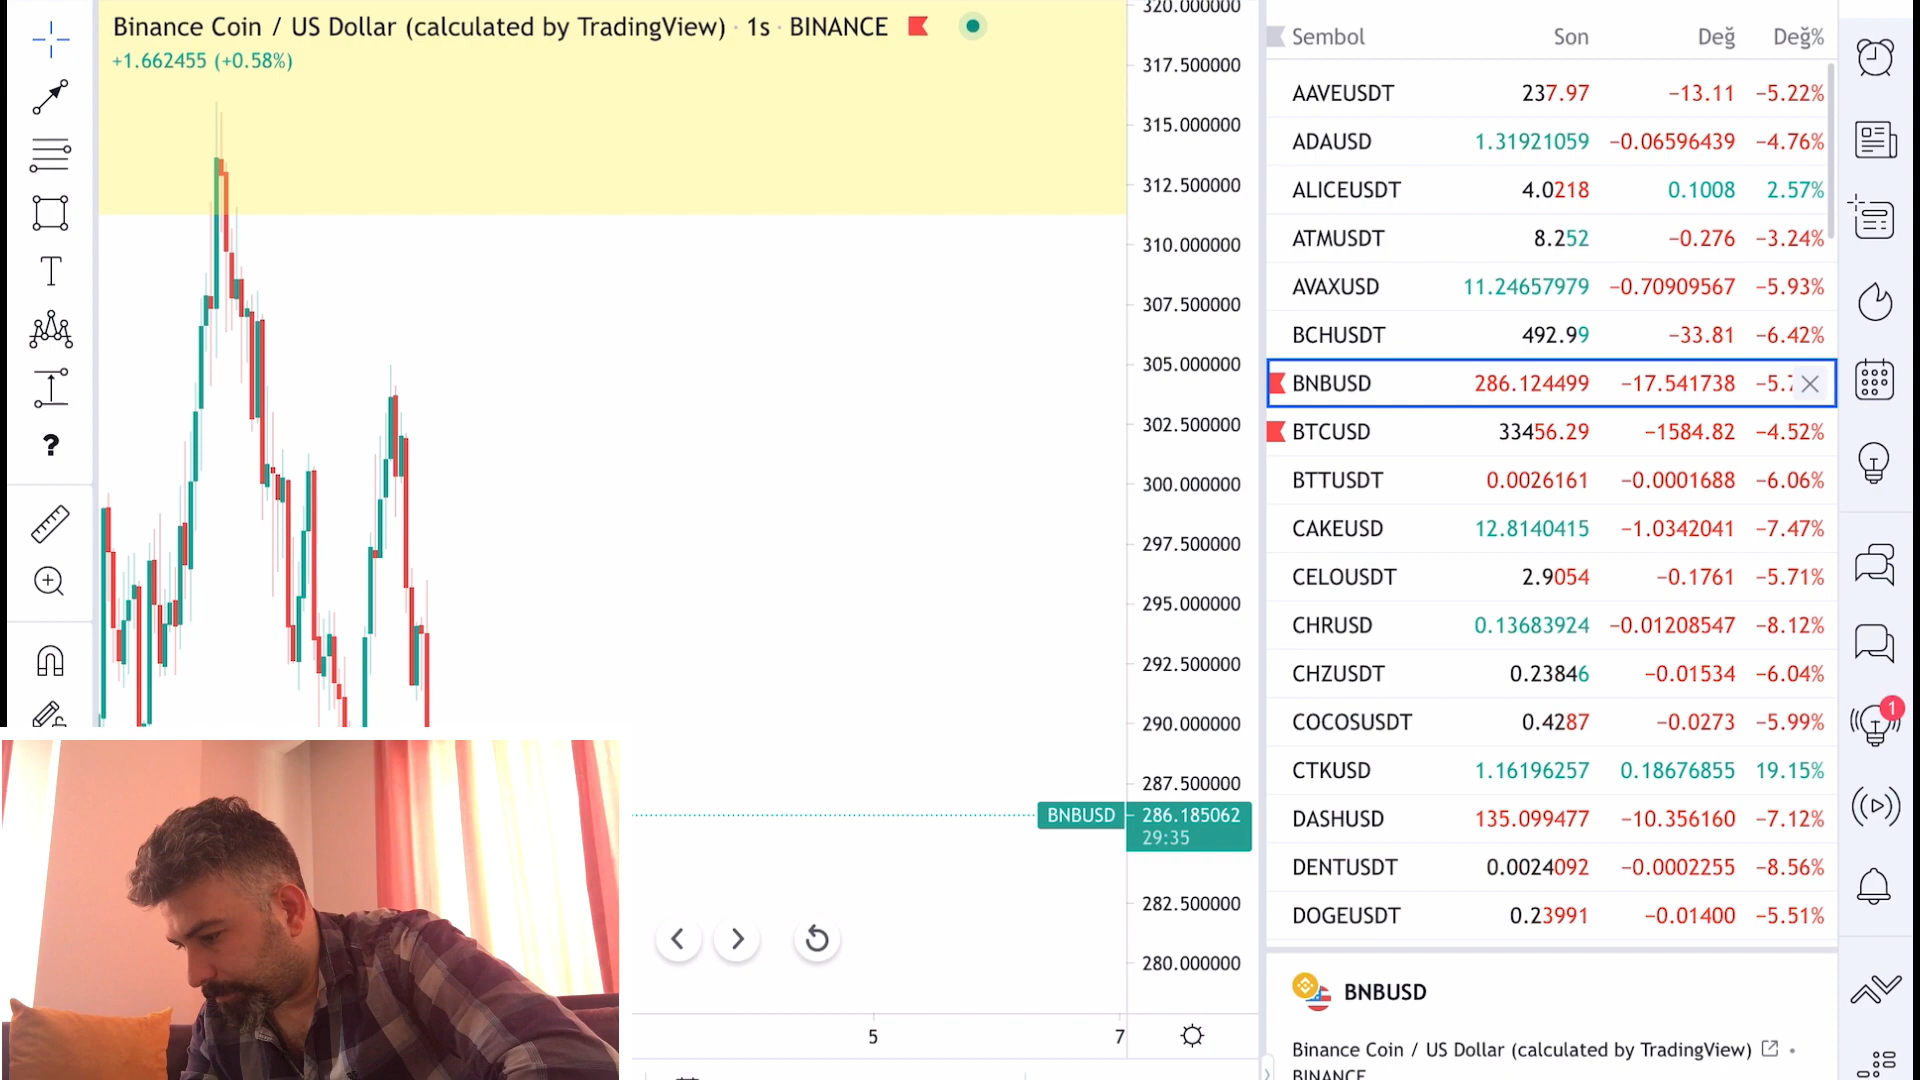 Binance Coin / US Dollar (calculated by TradingView) · 1s · BINANCE
+1.662455 (+0.58%)
T
?
320.000000
317.500000
315.000000
312.500000
310.000000
307.500000
305.000000
302.500000
300.000000
297.500000
295.000000
292.500000
290.000000
287.500000
BNBUSD 286.185062
29:35
282.500000
280.000000
5 7
Sembol Son Değ Değ%
AAVEUSDT 237.97 −13.11 −5.22%
ADAUSD 1.31921059 −0.06596439 −4.76%
ALICEUSDT 4.0218 0.1008 2.57%
ATMUSDT 8.252 −0.276 −3.24%
AVAXUSD 11.24657979 −0.70909567 −5.93%
BCHUSDT 492.99 −33.81 −6.42%
BNBUSD 286.124499 −17.541738
BTCUSD 33456.29 −1584.82 −4.52%
BTTUSDT 0.0026161 −0.0001688 −6.06%
CAKEUSD 12.8140415 −1.0342041 −7.47%
CELOUSDT 2.9054 −0.1761 −5.71%
CHRUSD 0.13683924 −0.01208547 −8.12%
CHZUSDT 0.23846 −0.01534 −6.04%
COCOSUSDT 0.4287 −0.0273 −5.99%
CTKUSD 1.16196257 0.18676855 19.15%
DASHUSD 135.099477 −10.356160 −7.12%
DENTUSDT 0.0024092 −0.0002255 −8.56%
DOGEUSDT 0.23991 −0.01400 −5.51%
BNBUSD
Binance Coin / US Dollar (calculated by TradingView) •
BINANCE
1